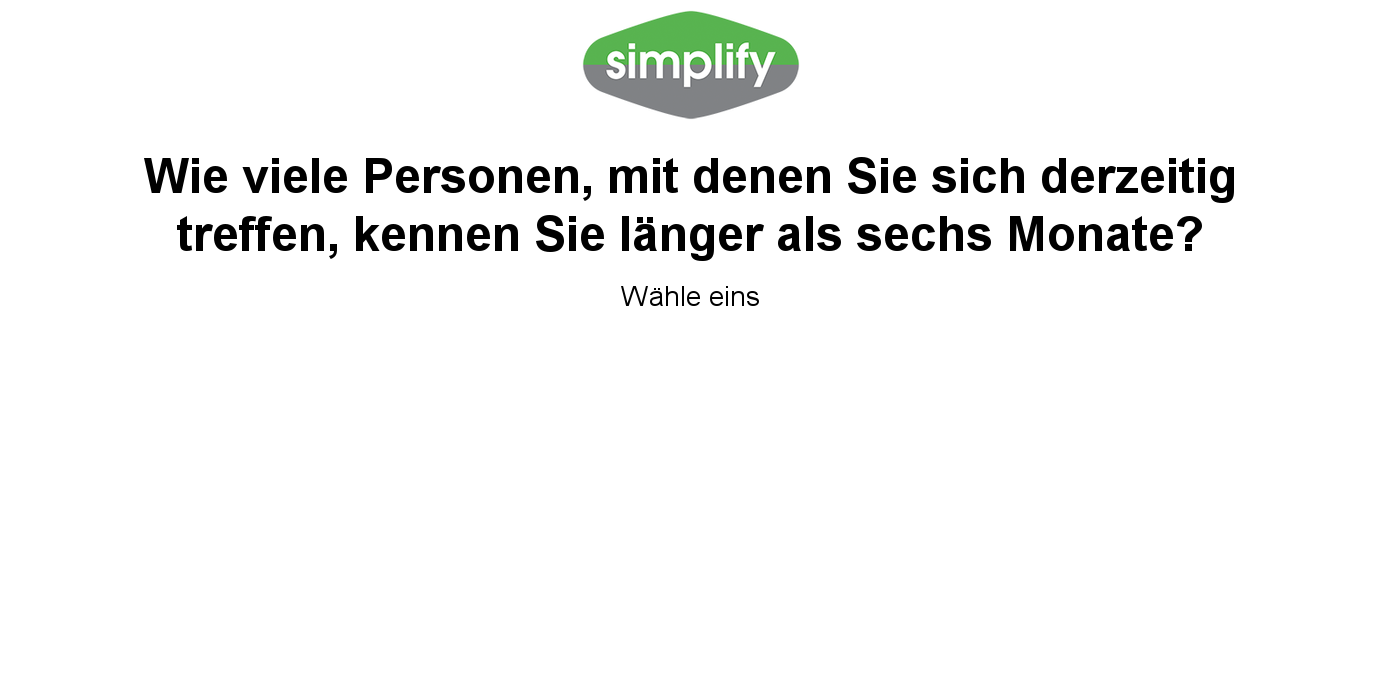 simplify
Wie viele Personen, mit denen Sie sich derzeitig
treffen, kennen Sie länger als sechs Monate?
Wähle eins